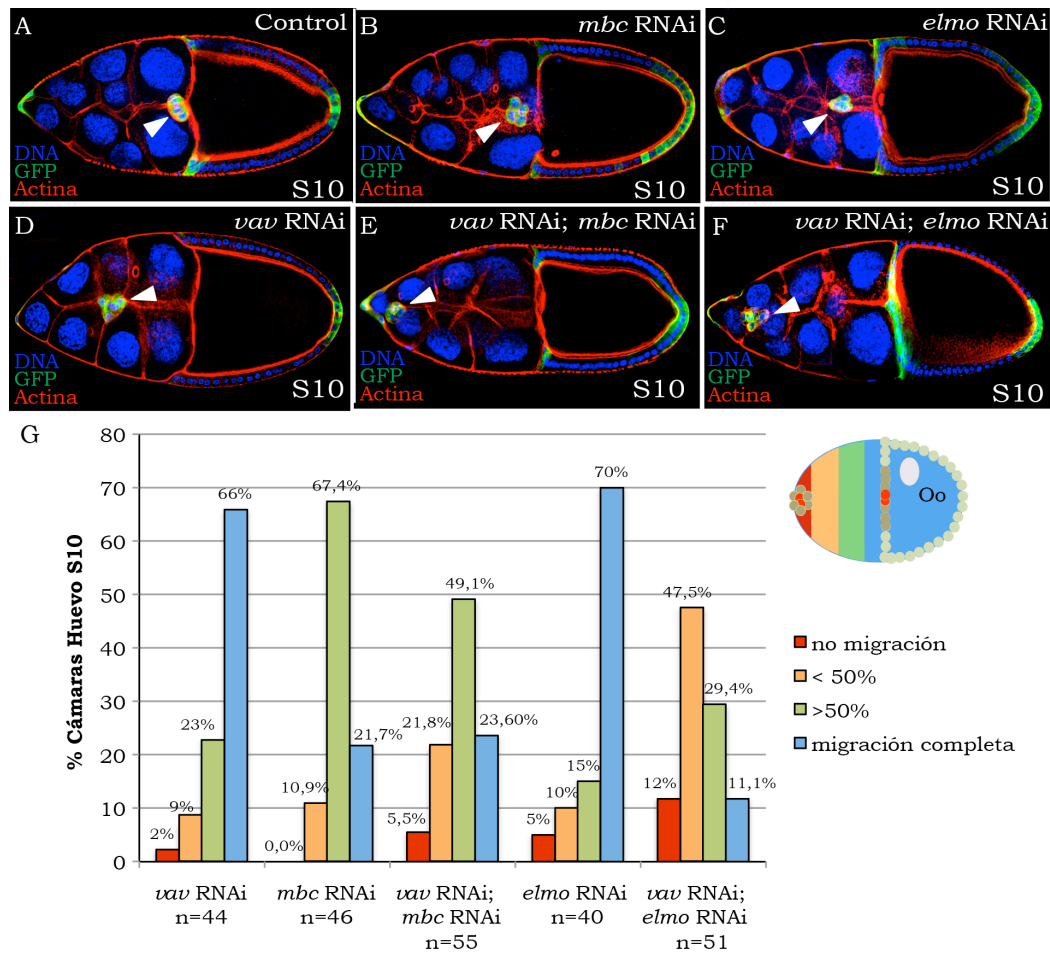 A
Control
DNA
GFP
Actina
S10
B
mbc RNAi
DNA
GFP
Actina
S10
C
elmo RNAi
DNA
GFP
Actina
S10
D
vav RNAi
DNA
GFP
Actina
S10
E
vav RNAi; mbc RNAi
DNA
GFP
Actina
S10
F
vav RNAi; elmo RNAi
DNA
GFP
Actina
S10
G
% Cámaras Huevo S10
80
70
60
50
40
30
20
10
0
2%
9%
23%
66%
0,0%
10,9%
67,4%
21,7%
5,5%
21,8%
49,1%
23,60%
5%
10%
15%
70%
12%
47,5%
29,4%
11,1%
vav RNAi
n=44
mbc RNAi
n=46
vav RNAi;
mbc RNAi
n=55
elmo RNAi
n=40
vav RNAi;
elmo RNAi
n=51
Oo
no migración
< 50%
>50%
migración completa